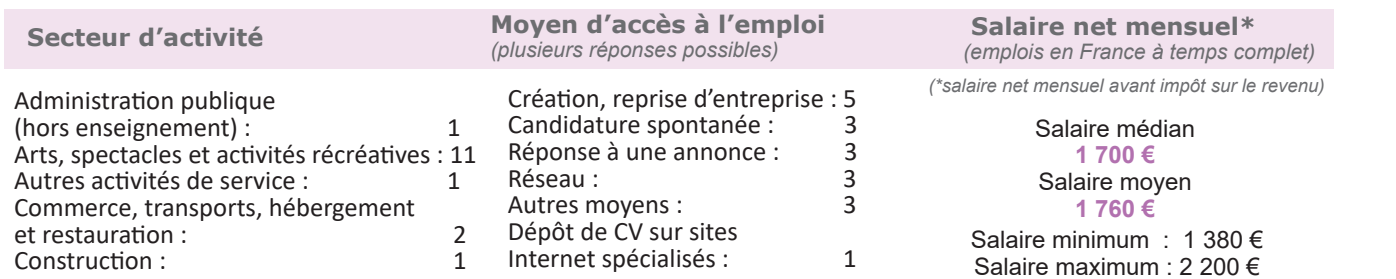 Secteur d’activité
Administration publique
(hors enseignement) : 1
Arts, spectacles et activités récréatives : 11
Autres activités de service : 1
Commerce, transports, hébergement
et restauration : 2
Construction : 1
Moyen d’accès à l’emploi
(plusieurs réponses possibles)
Création, reprise d’entreprise : 5
Candidature spontanée : 3
Réponse à une annonce : 3
Réseau : 3
Autres moyens : 3
Dépôt de CV sur sites
Internet spécialisés : 1
Salaire net mensuel*
(emplois en France à temps complet)
(*salaire net mensuel avant impôt sur le revenu)
Salaire médian
1 700 €
Salaire moyen
1 760 €
Salaire minimum : 1 380 €
Salaire maximum : 2 200 €